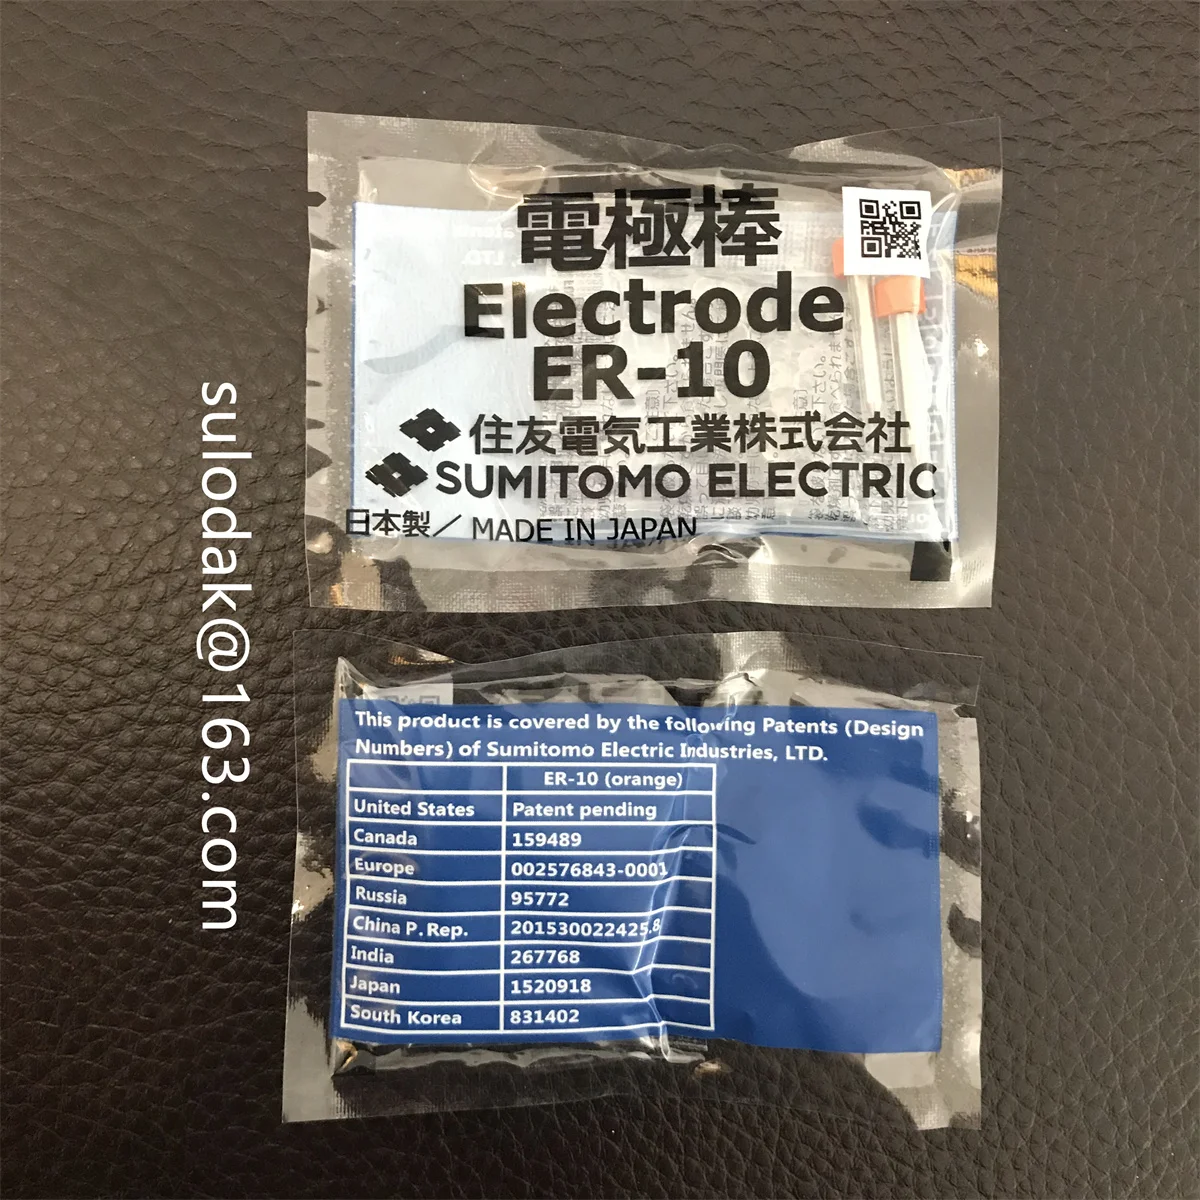 電極棒
Electrode
ER-10
住友電気工業株式会社
SUMITOMO ELECTRIC
日本製／ MADE IN JAPAN
sulodak@163.com
This product is covered by the following Patents (Design
Numbers) of Sumitomo Electric Industries, LTD.
ER-10 (orange)
United States Patent pending
Canada 159489
Europe 002576843-0001
Russia 95772
China P. Rep. 201530022425.8
India 267768
Japan 1520918
South Korea 831402